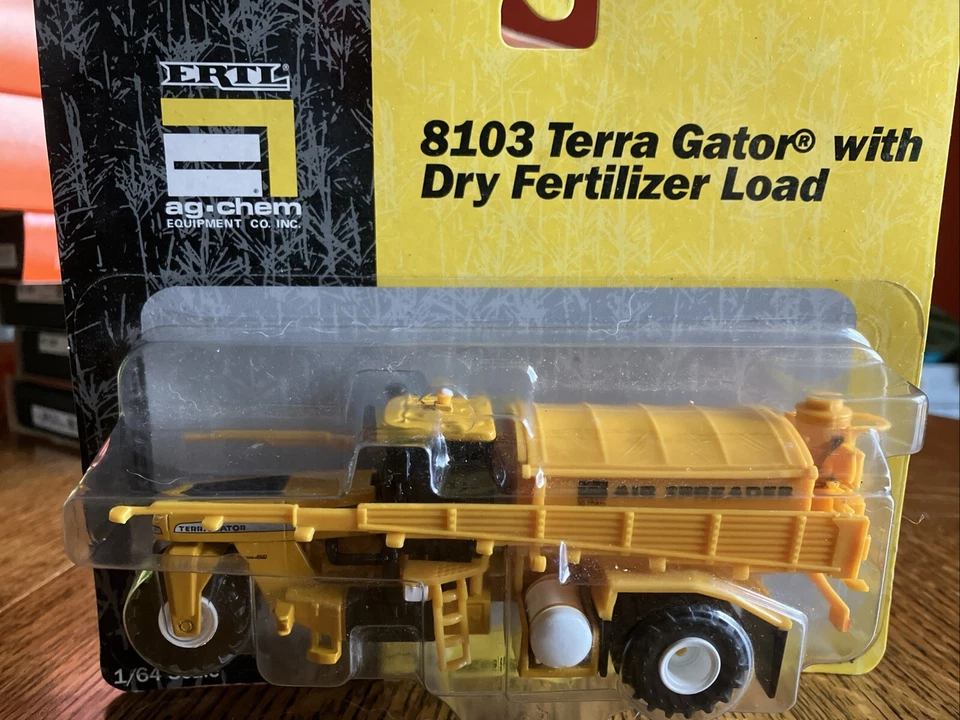 ERTL®
ag·chem
EQUIPMENT CO. INC.
8103 Terra Gator® with
Dry Fertilizer Load
AIR SPREADER
TERRA GATOR
1/64 Scale